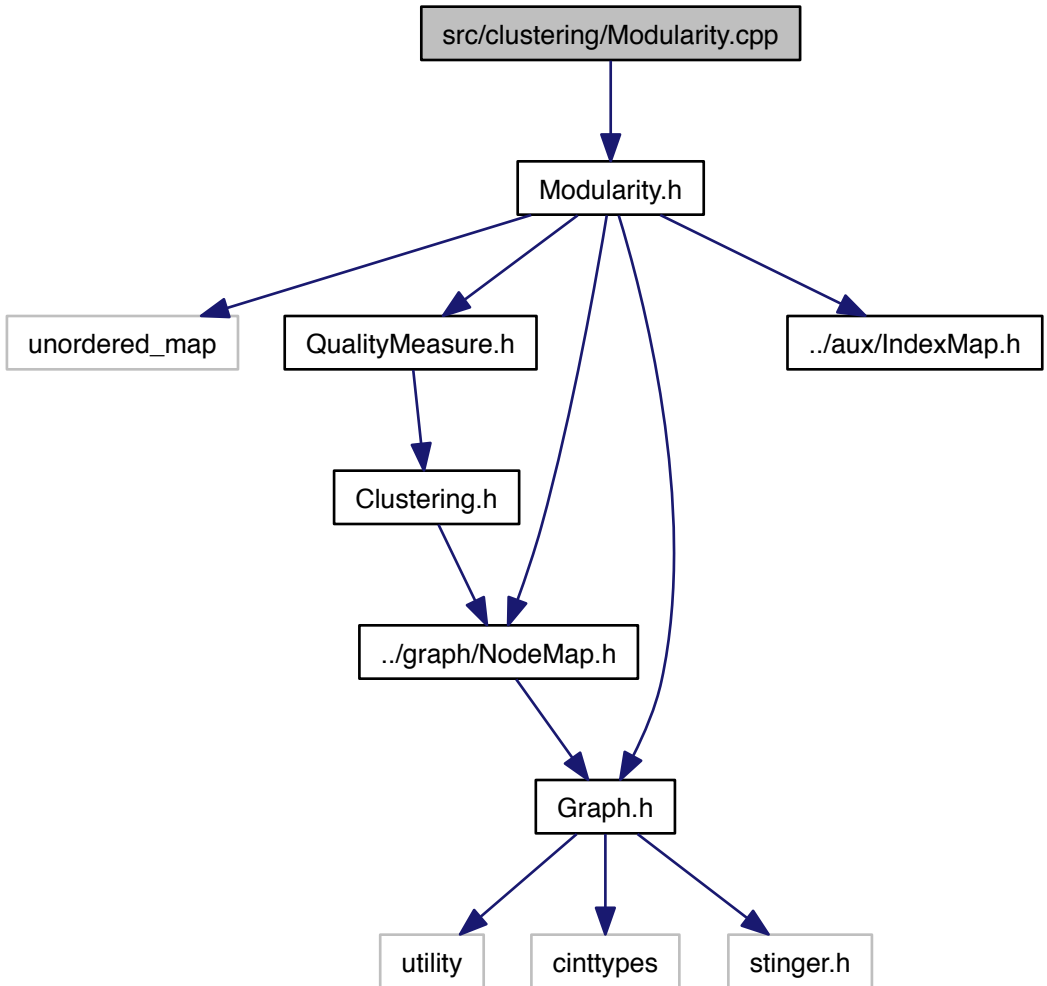 src/clustering/Modularity.cpp
Modularity.h
unordered_map
QualityMeasure.h
../aux/IndexMap.h
Clustering.h
../graph/NodeMap.h
Graph.h
utility
cinttypes
stinger.h